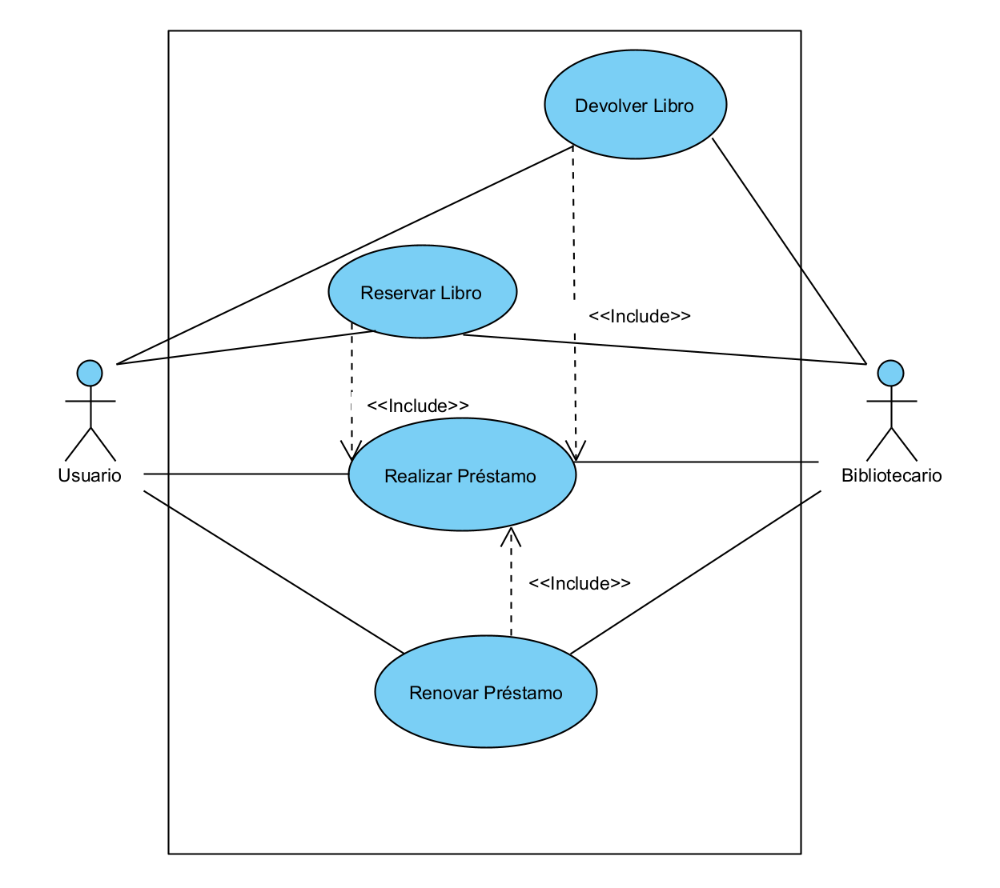 Devolver Libro
Reservar Libro
<<Include>>
<<Include>>
Usuario
Realizar Préstamo
Bibliotecario
<<Include>>
Renovar Préstamo